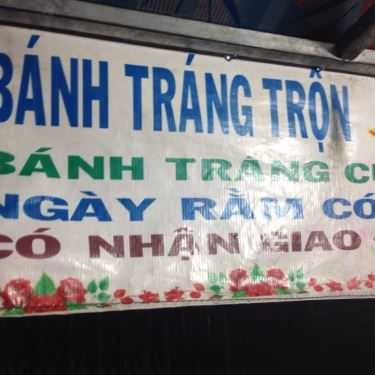 BÁNH TRÁNG TRỘN
BÁNH TRÁNG
NGÀY RẰM CÓ
CÓ NHẬN GIAO